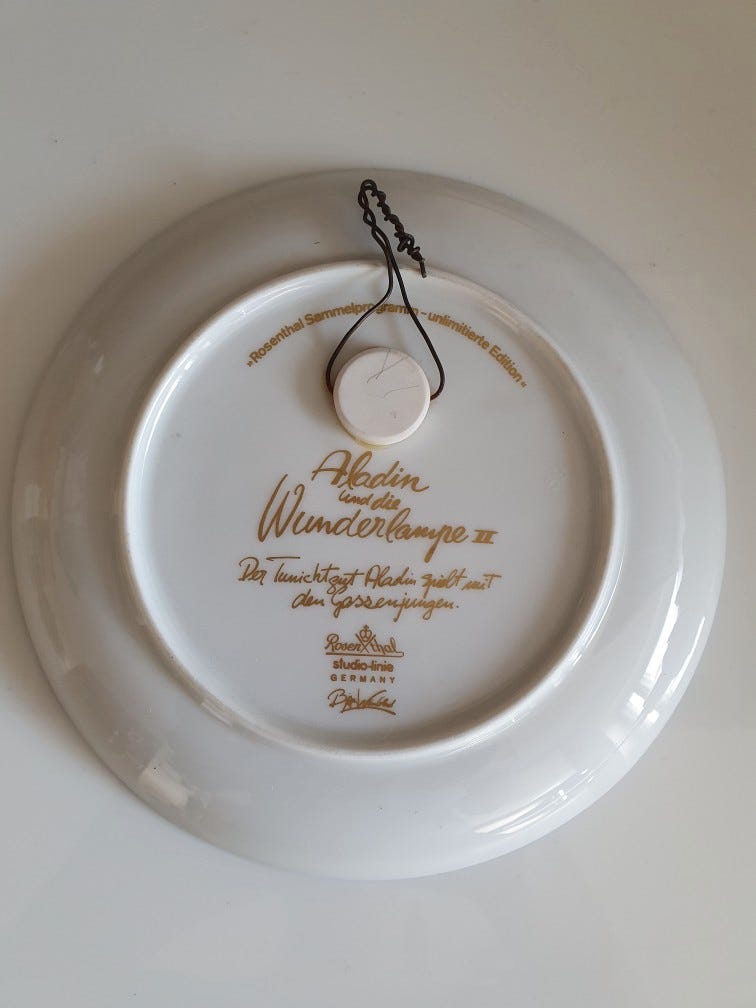 »Rosenthal Sammelprogramm - unlimitierte Edition«
Aladin
und die
Wunderlampe II
Der Tunichtgut Aladin spielt mit
den Gassenjungen.
Rosenthal
studio-linie
GERMANY